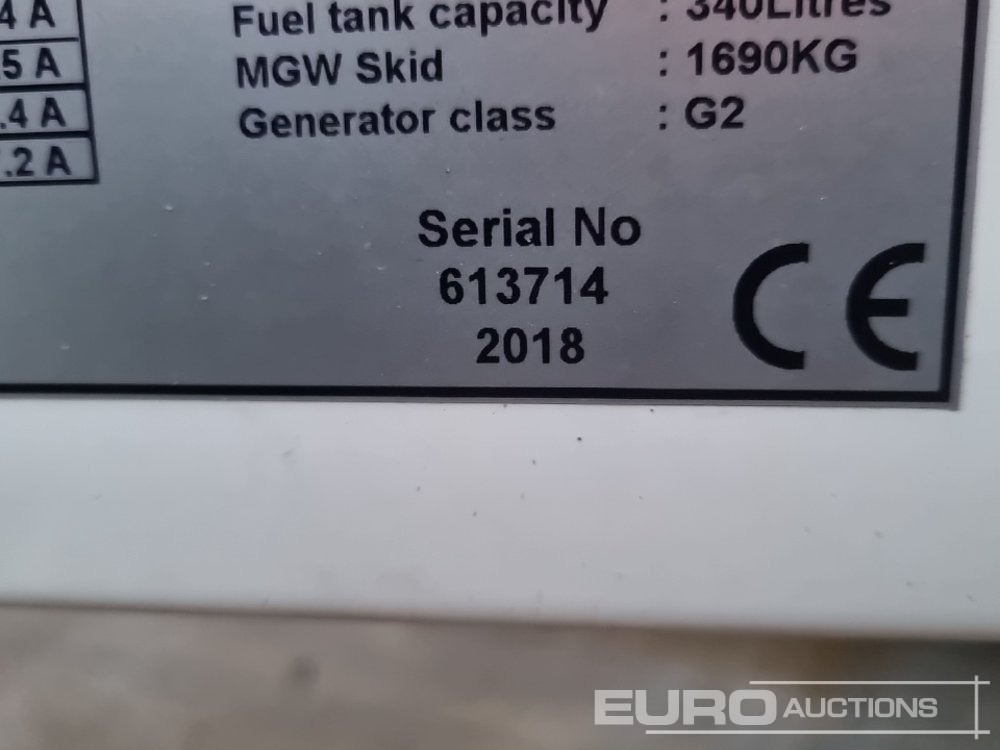 4 A
5 A
.4 A
.2 A
Fuel tank capacity : 340Litres
MGW Skid : 1690KG
Generator class : G2
Serial No
613714
2018
CE
EURO AUCTIONS